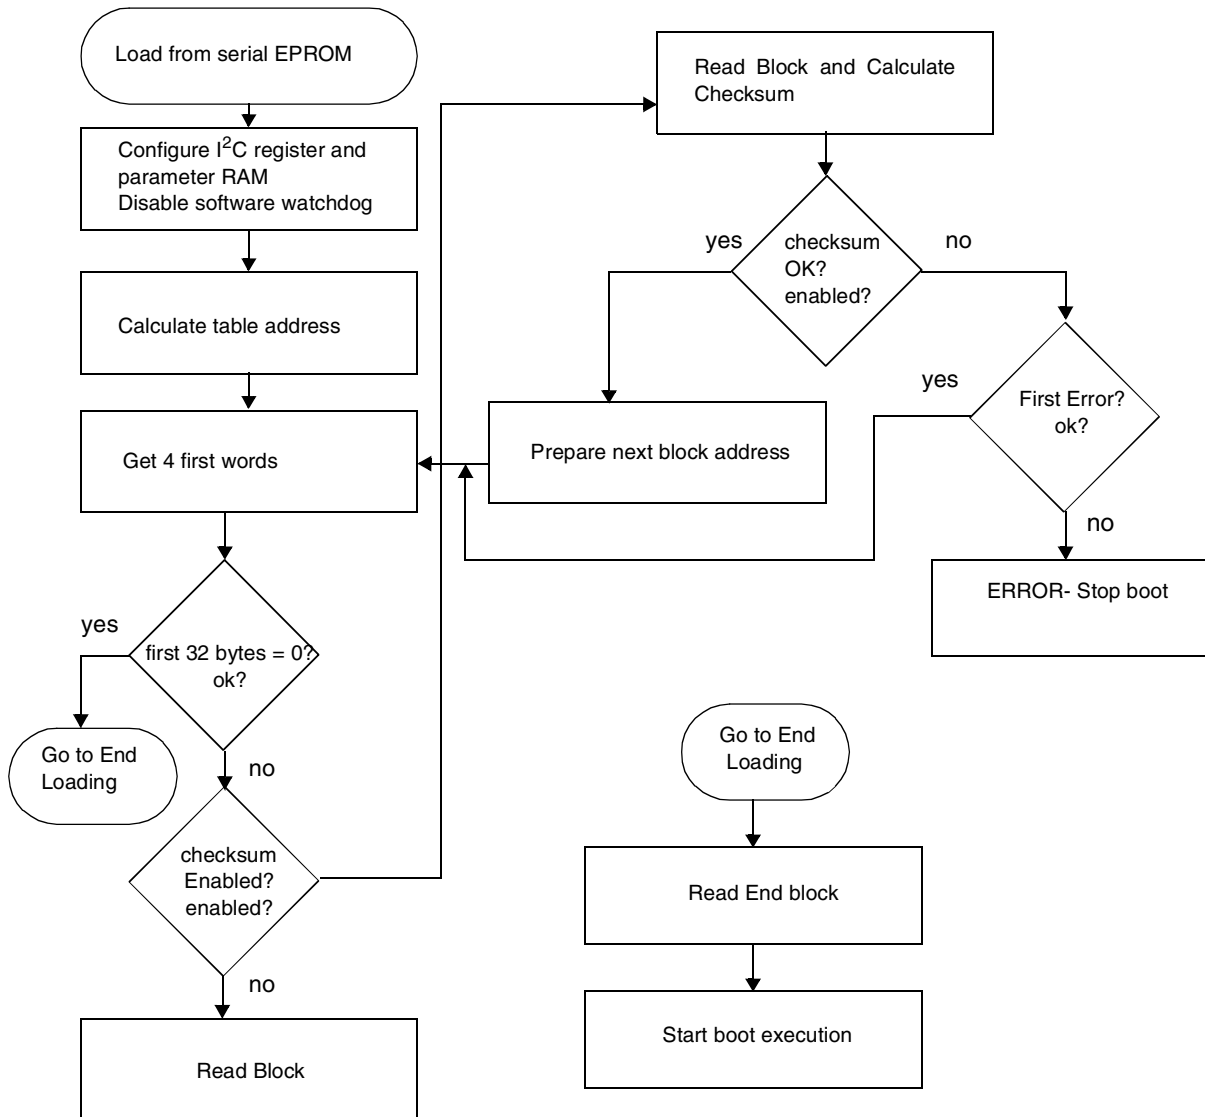 Load from serial EPROM
Configure I²C register and
parameter RAM
Disable software watchdog
Calculate table address
Get 4 first words
yes
first 32 bytes = 0?
ok?
Go to End
Loading
no
checksum
Enabled?
enabled?
no
Read Block
Read Block and Calculate
Checksum
yes
checksum
OK?
enabled?
no
Prepare next block address
yes
First Error?
ok?
no
ERROR- Stop boot
Go to End
Loading
Read End block
Start boot execution